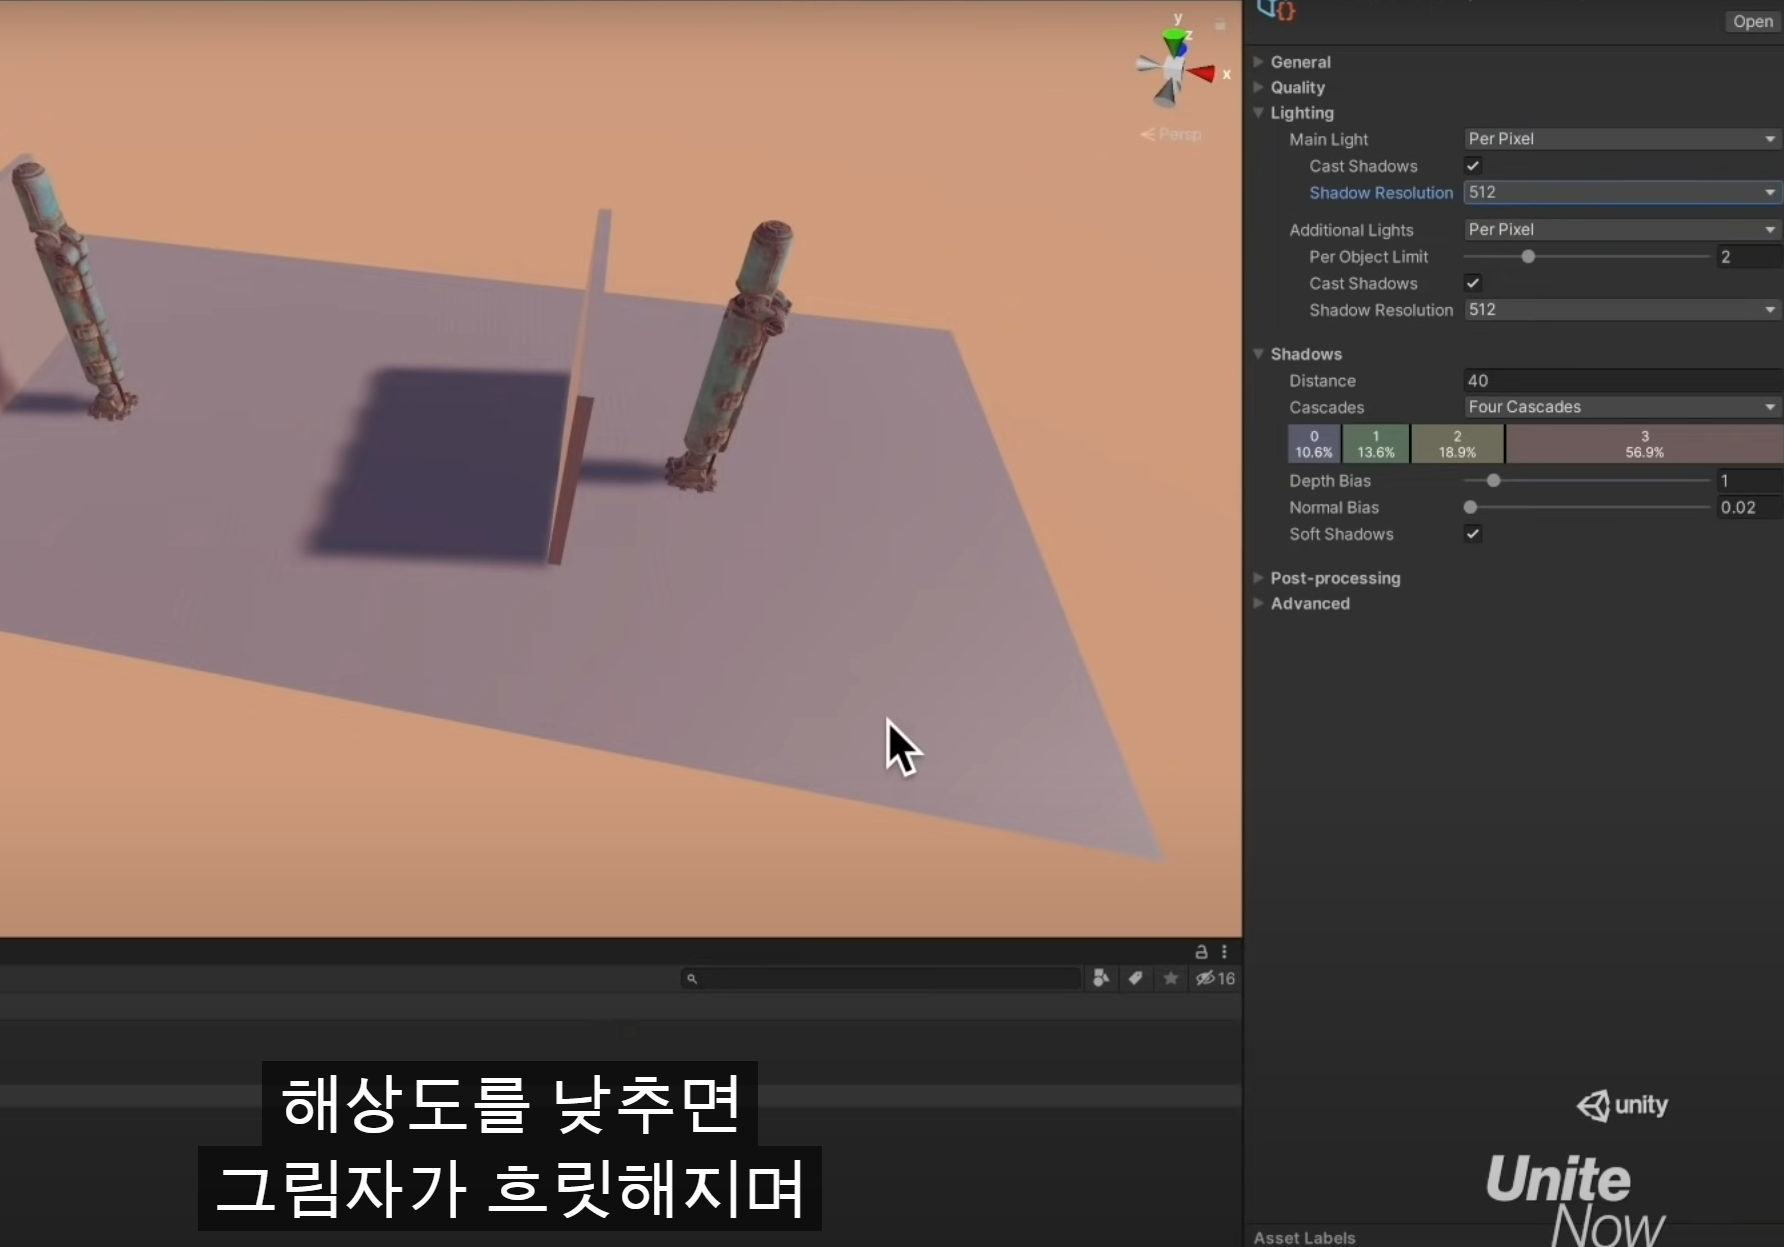 Open
y
z
x
Persp
General
Quality
Lighting
Main Light Per Pixel
Cast Shadows
Shadow Resolution 512
Additional Lights Per Pixel
Per Object Limit 2
Cast Shadows
Shadow Resolution 512
Shadows
Distance 40
Cascades Four Cascades
0 1 2 3
10.6% 13.6% 18.9% 56.9%
Depth Bias 1
Normal Bias 0.02
Soft Shadows
Post-processing
Advanced
16
해상도를 낮추면
그림자가 흐릿해지며
unity
Unite
Now
Asset Labels